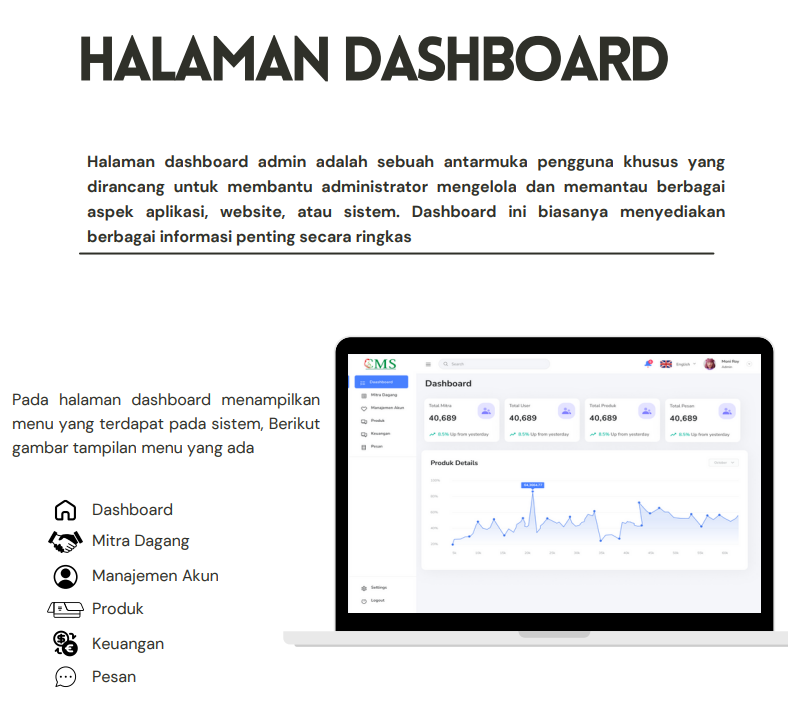 HALAMAN DASHBOARD
Halaman dashboard admin adalah sebuah antarmuka pengguna khusus yang
dirancang untuk membantu administrator mengelola dan memantau berbagai
aspek aplikasi, website, atau sistem. Dashboard ini biasanya menyediakan
berbagai informasi penting secara ringkas
Pada halaman dashboard menampilkan
menu yang terdapat pada sistem, Berikut
gambar tampilan menu yang ada
Dashboard
Mitra Dagang
Manajemen Akun
Produk
Keuangan
Pesan
CMS
Search
English
Moni Roy
Admin
Dashboard
Mitra Dagang
Manajemen Akun
Produk
Keuangan
Pesan
Settings
Logout
Dashboard
Total Mitra
40,689
8.5% Up from yesterday
Total User
40,689
8.5% Up from yesterday
Total Produk
40,689
8.5% Up from yesterday
Total Pesan
40,689
8.5% Up from yesterday
Produk Details
100%
80%
60%
40%
20%